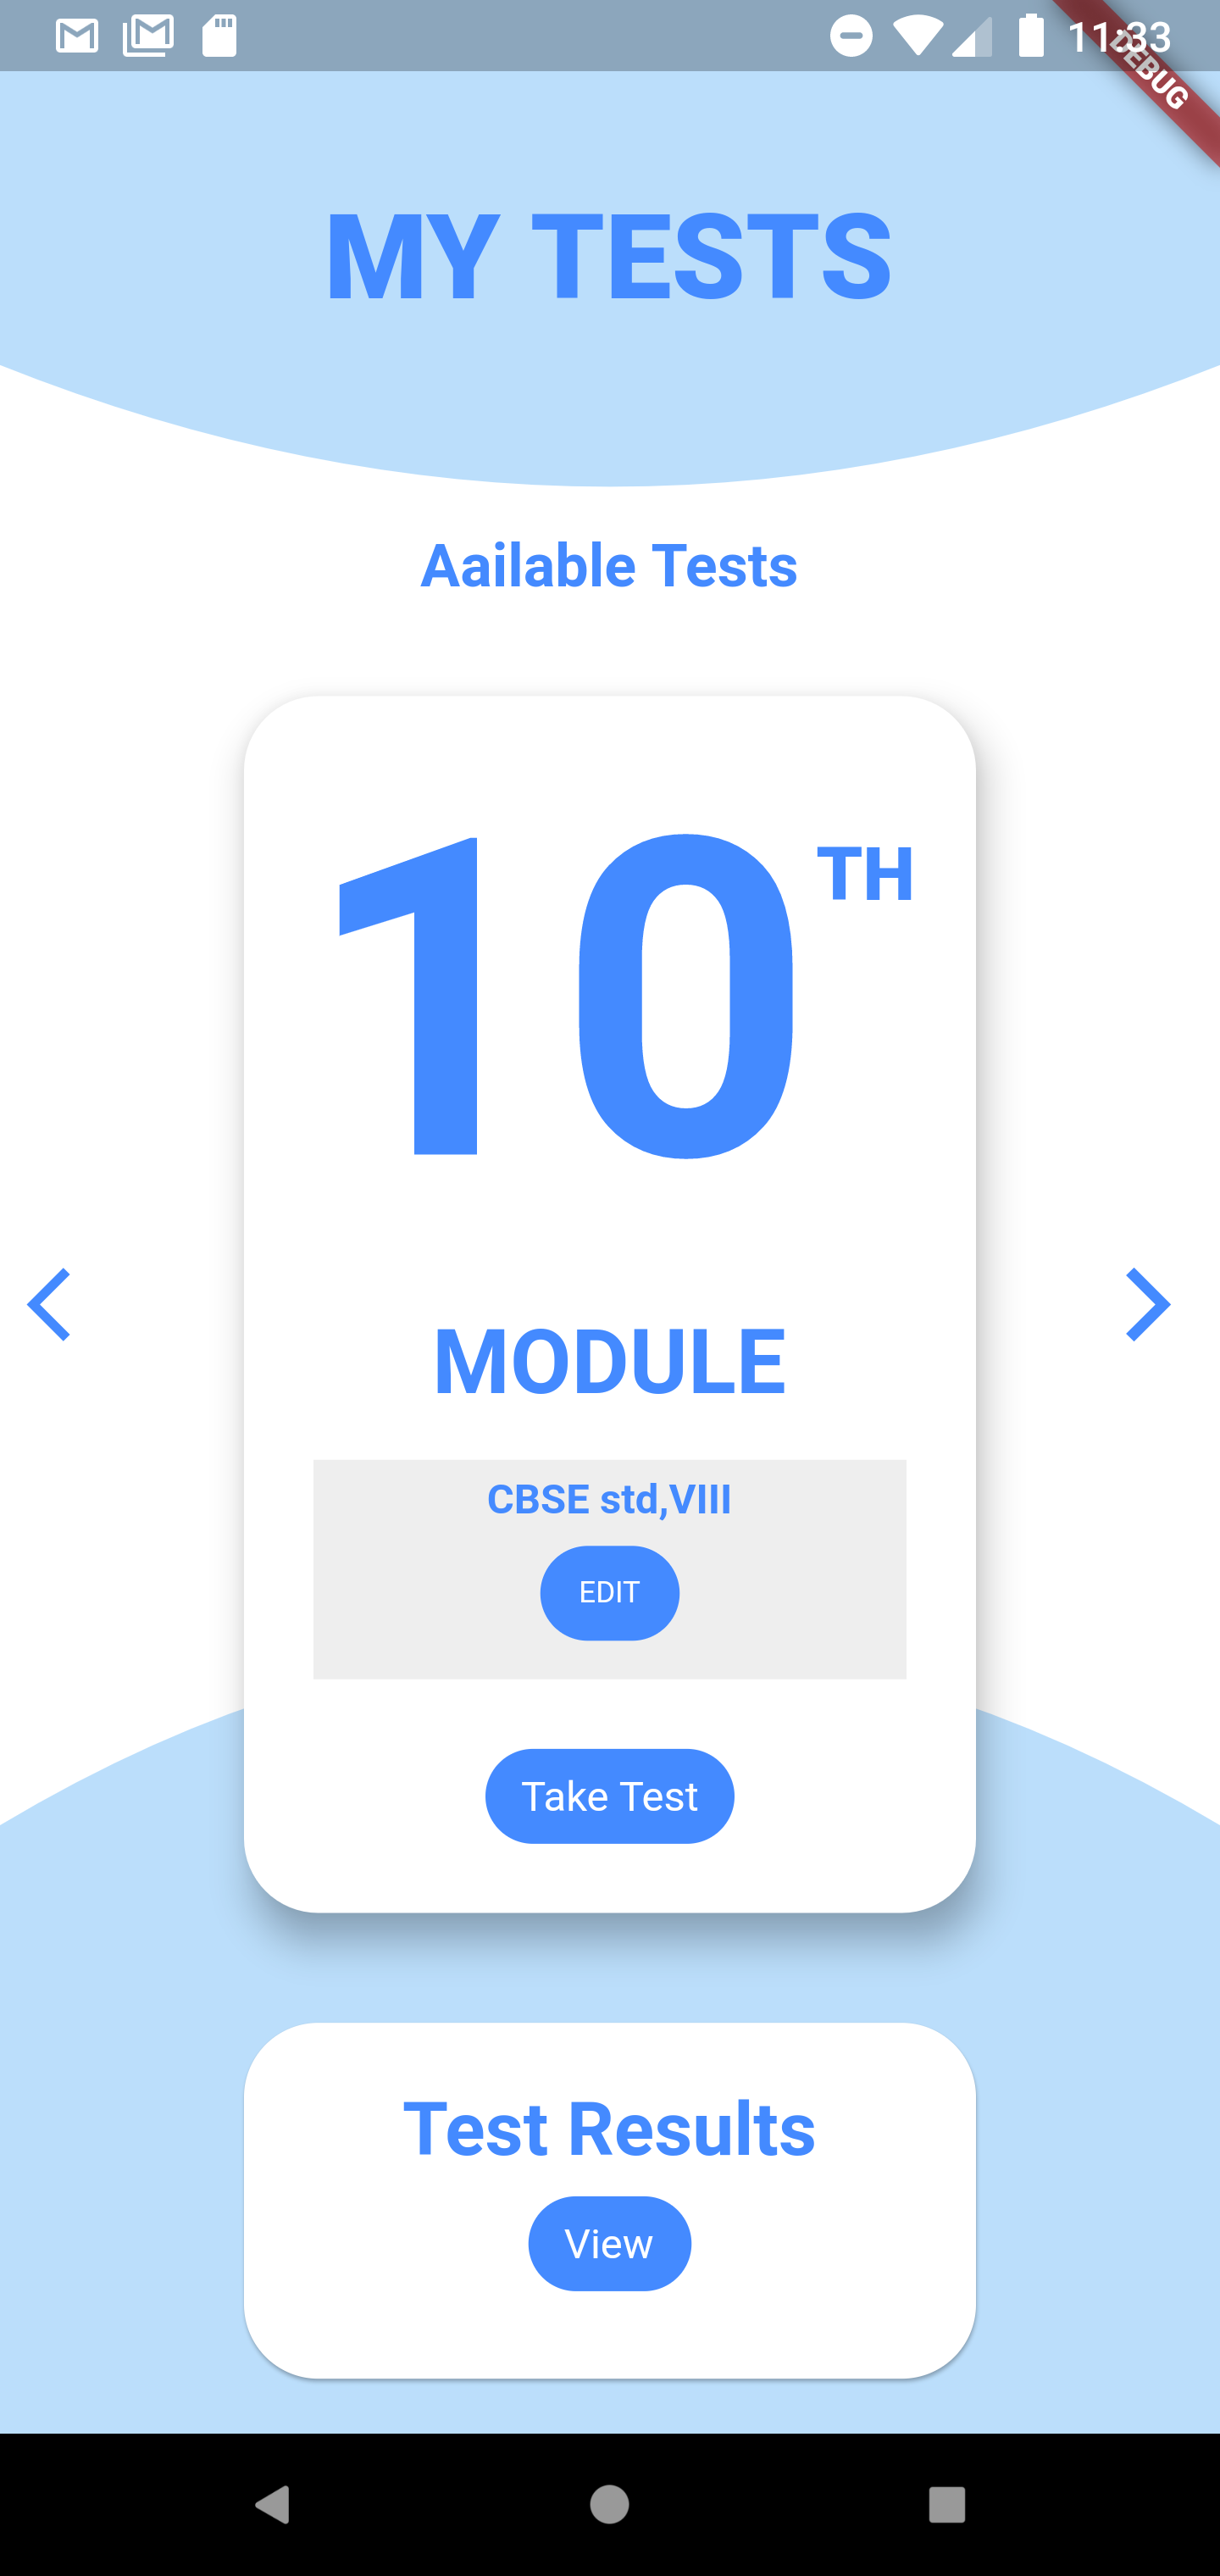 11:33
DEBUG
MY TESTS
Aailable Tests
10 TH
MODULE
CBSE std,VIII
EDIT
Take Test
Test Results
View